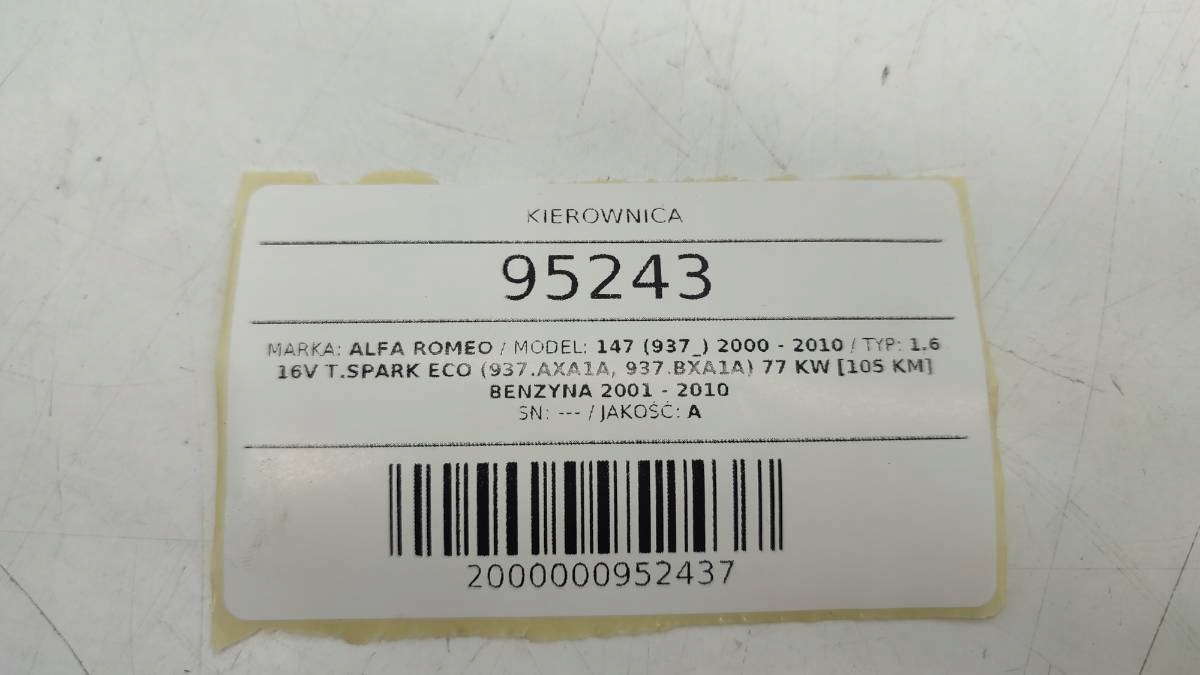 KIEROWNICA
95243
MARKA: ALFA ROMEO / MODEL: 147 (937_) 2000 - 2010 / TYP: 1.6
16V T.SPARK ECO (937.AXA1A, 937.BXA1A) 77 KW [105 KM]
BENZYNA 2001 - 2010
SN: --- / JAKOŚĆ: A
2000000952437